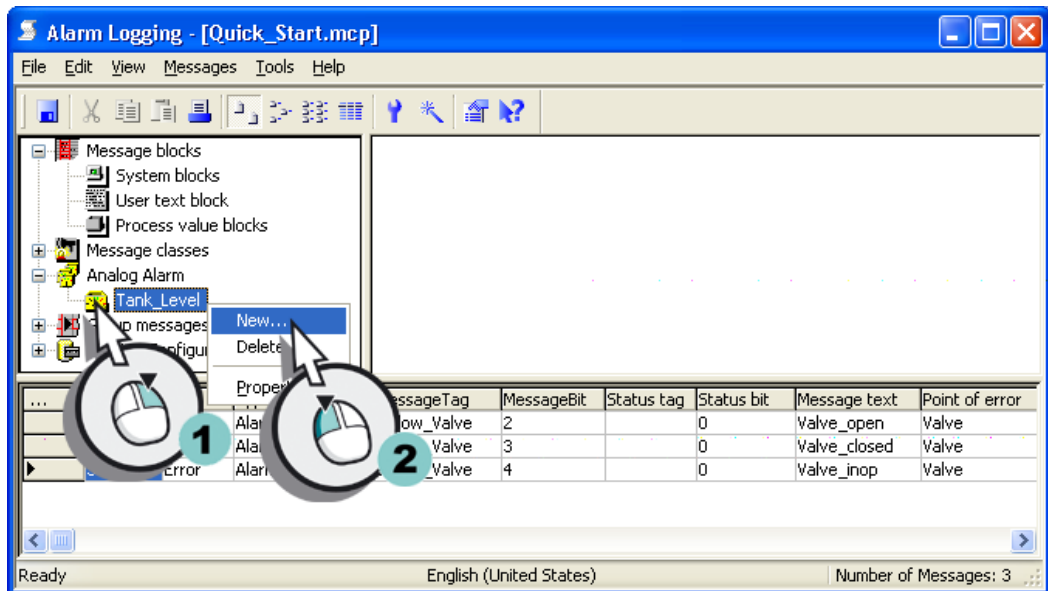 Alarm Logging - [Quick_Start.mcp]
File Edit View Messages Tools Help
Message blocks
System blocks
User text block
Process value blocks
Message classes
Analog Alarm
Tank_Level
New...
messages
Delete
... MessageBit Status tag Status bit Message text Point of error
2 0 Valve_open Valve
1
3 0 Valve_closed Valve
2
Error 4 0 Valve_inop Valve
Ready English (United States) Number of Messages: 3